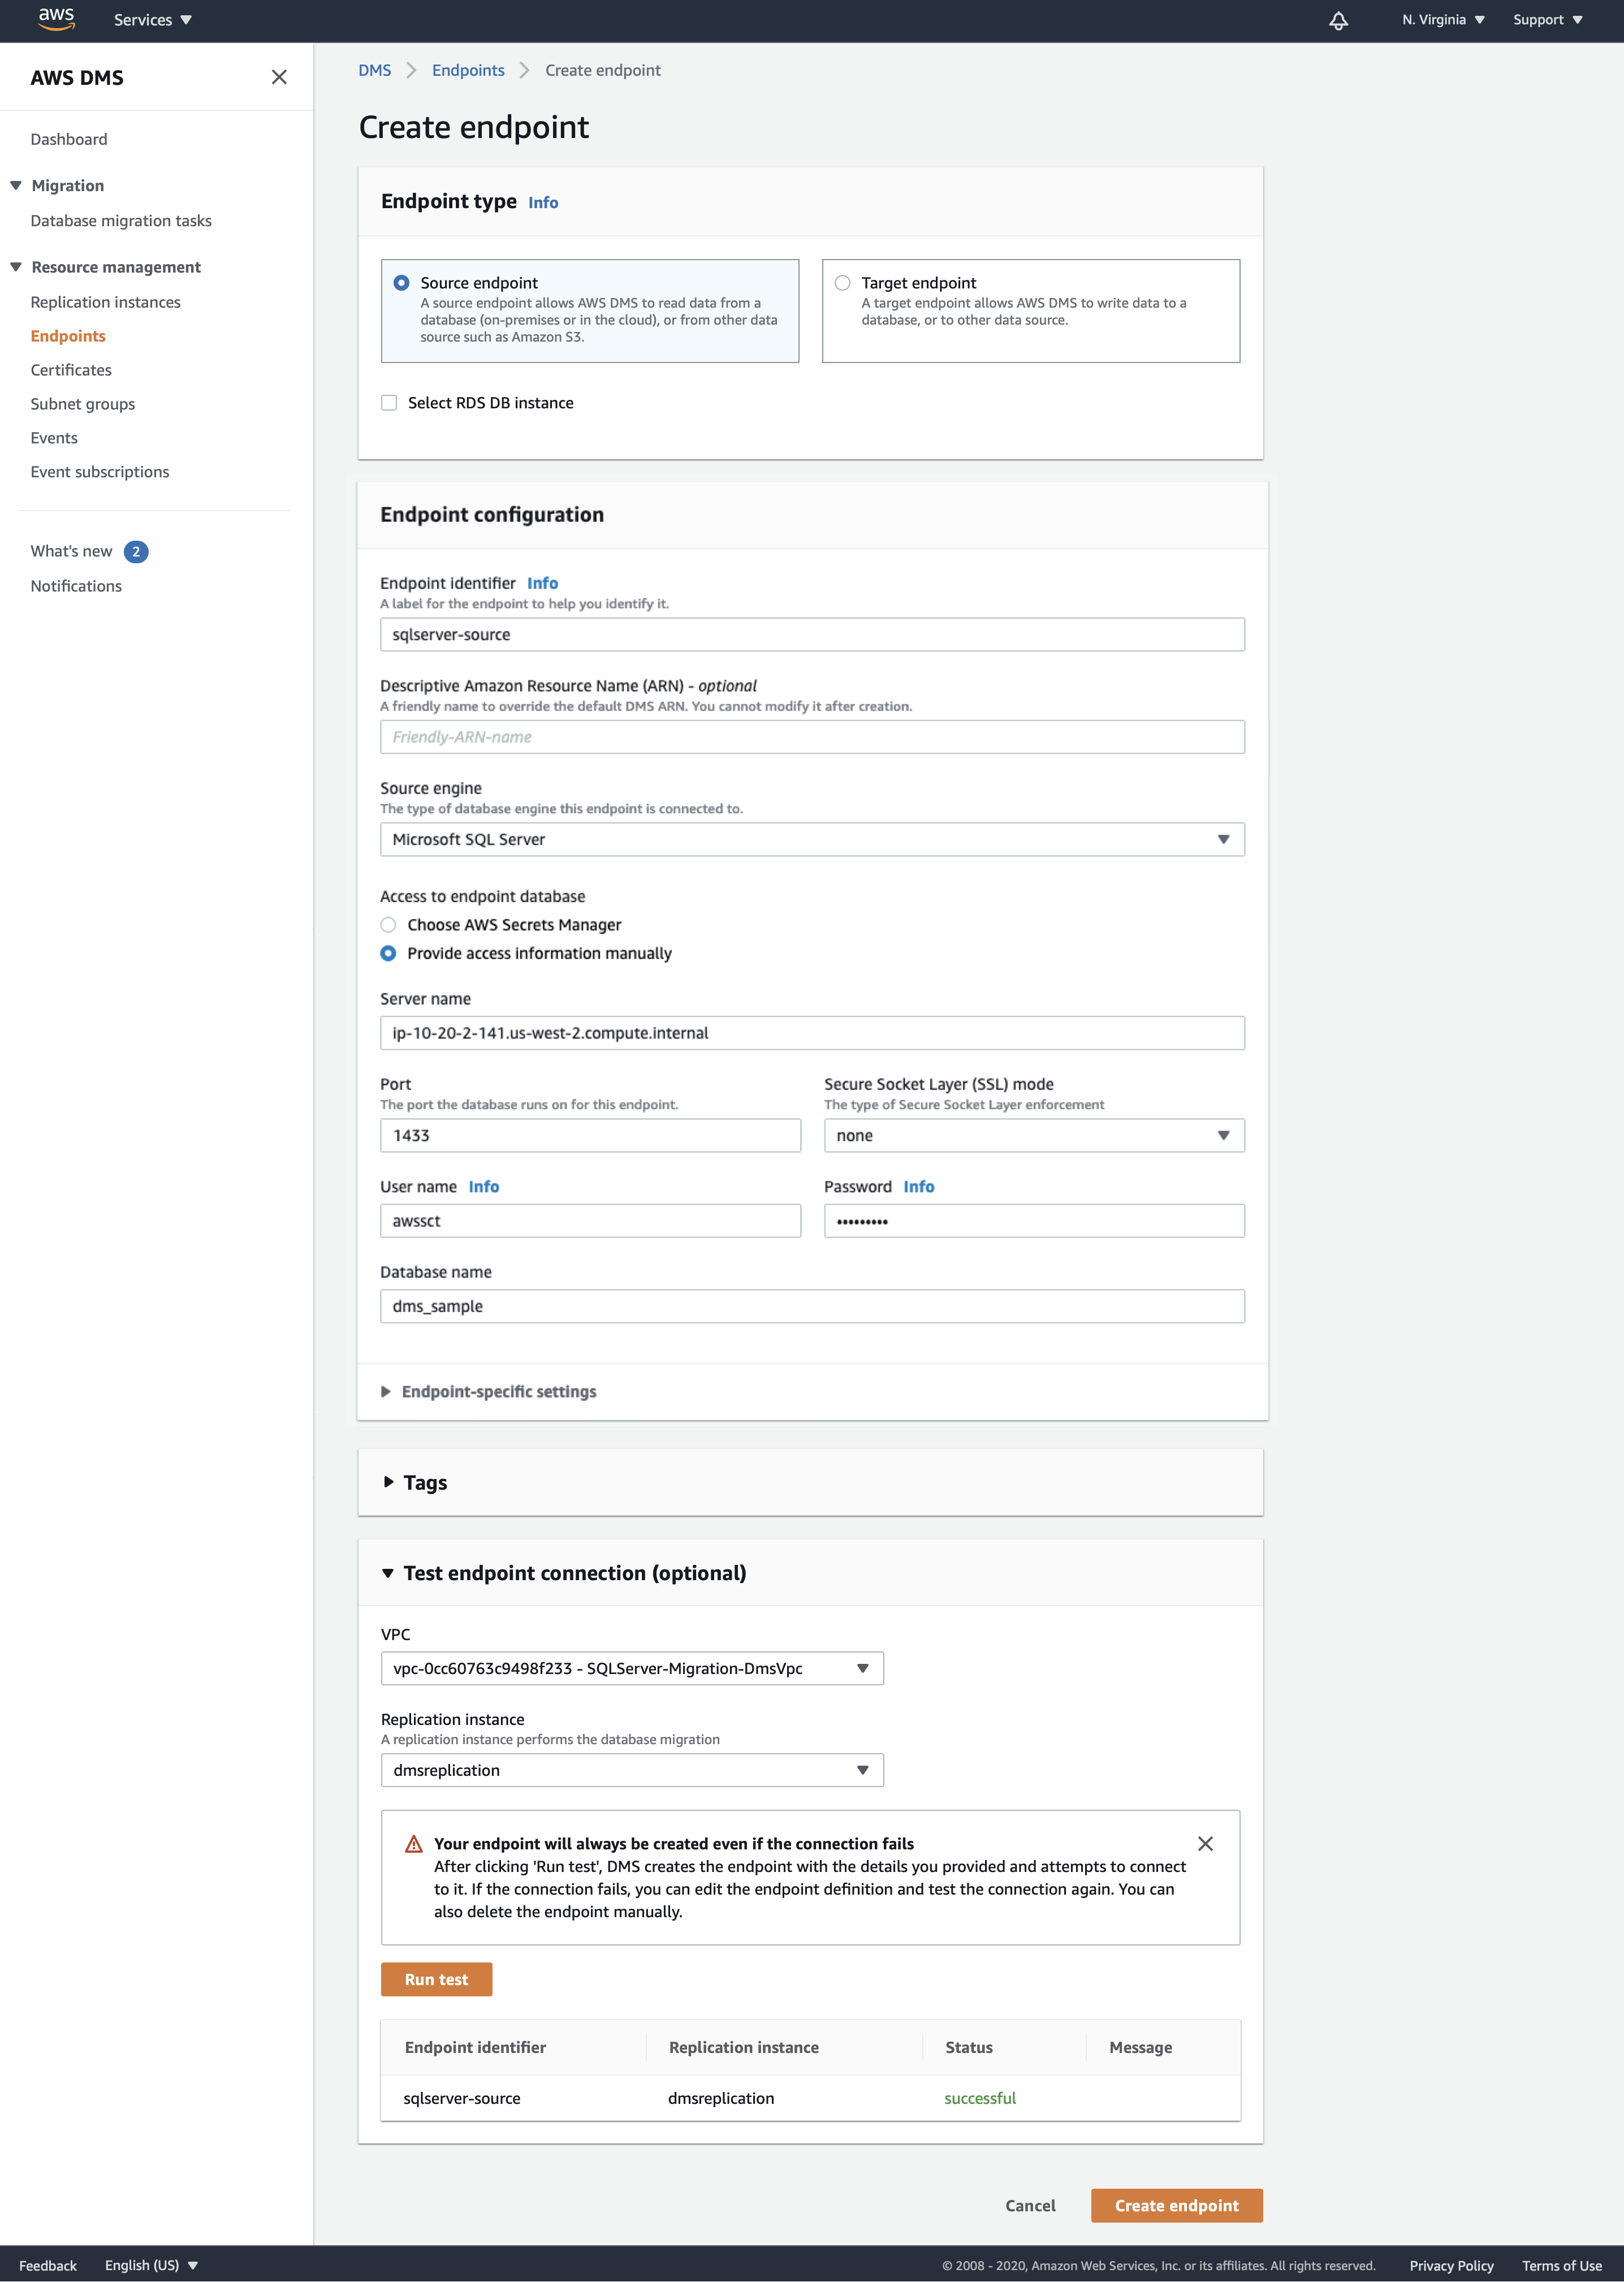 aws
Services
N. Virginia
Support
AWS DMS
Dashboard
Migration
Database migration tasks
Resource management
Replication instances
Endpoints
Certificates
Subnet groups
Events
Event subscriptions
What's new 2
Notifications
DMS
Endpoints
Create endpoint
Create endpoint
Endpoint type Info
Source endpoint
A source endpoint allows AWS DMS to read data from a
database (on-premises or in the cloud), or from other data
source such as Amazon S3.
Target endpoint
A target endpoint allows AWS DMS to write data to a
database, or to other data source.
Select RDS DB instance
Endpoint configuration
Endpoint identifier Info
A label for the endpoint to help you identify it.
sqlserver-source
Descriptive Amazon Resource Name (ARN) - optional
A friendly name to override the default DMS ARN. You cannot modify it after creation.
Friendly-ARN-name
Source engine
The type of database engine this endpoint is connected to.
Microsoft SQL Server
Access to endpoint database
Choose AWS Secrets Manager
Provide access information manually
Server name
ip-10-20-2-141.us-west-2.compute.internal
Port
The port the database runs on for this endpoint.
1433
Secure Socket Layer (SSL) mode
The type of Secure Socket Layer enforcement
none
User name Info
awssct
Password Info
•••••••••
Database name
dms_sample
Endpoint-specific settings
Tags
Test endpoint connection (optional)
VPC
vpc-0cc60763c9498f233 - SQLServer-Migration-DmsVpc
Replication instance
A replication instance performs the database migration
dmsreplication
Your endpoint will always be created even if the connection fails
After clicking 'Run test', DMS creates the endpoint with the details you provided and attempts to connect
to it. If the connection fails, you can edit the endpoint definition and test the connection again. You can
also delete the endpoint manually.
Run test
Endpoint identifier Replication instance Status Message
sqlserver-source dmsreplication successful
Cancel
Create endpoint
Feedback
English (US)
© 2008 - 2020, Amazon Web Services, Inc. or its affiliates. All rights reserved.
Privacy Policy
Terms of Use